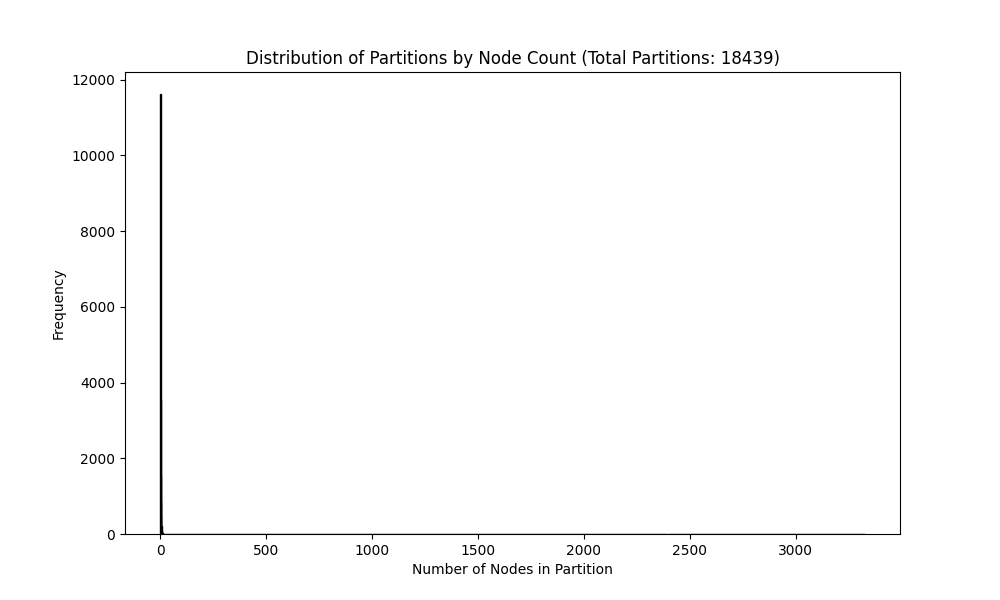 Distribution of Partitions by Node Count (Total Partitions: 18439)
12000
10000
8000
6000
4000
2000
0
Frequency
0 500 1000 1500 2000 2500 3000
Number of Nodes in Partition